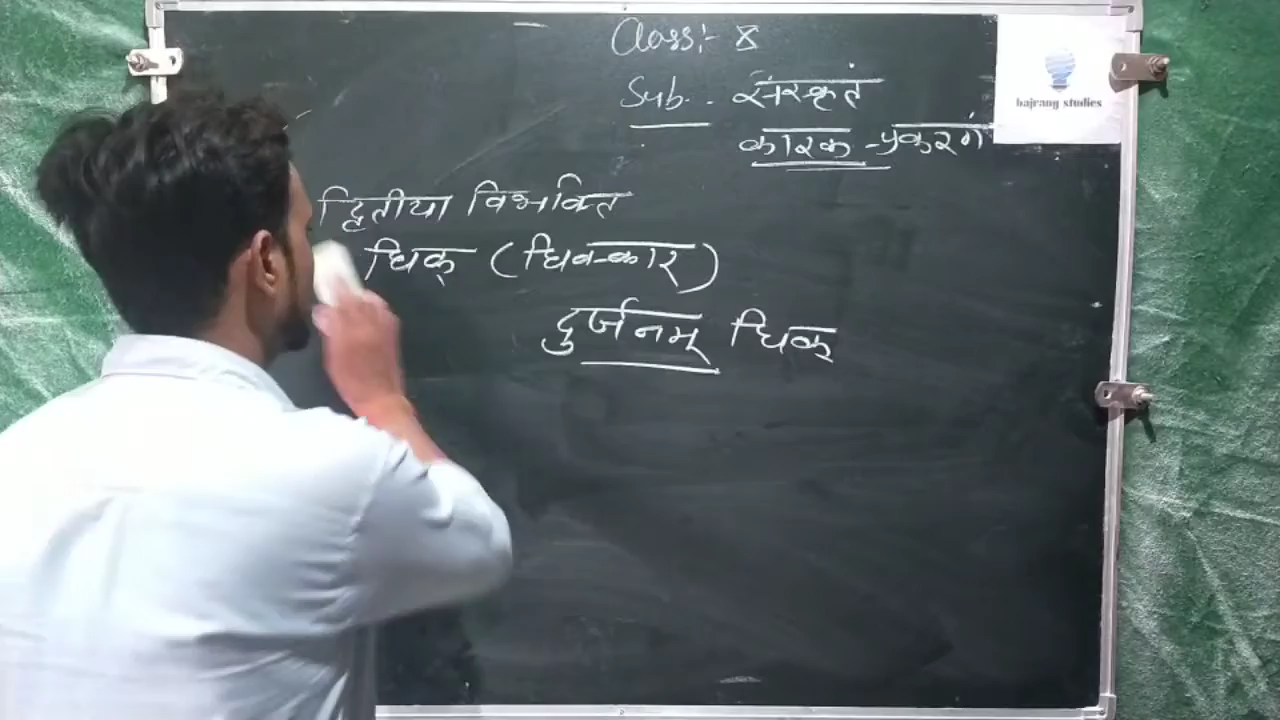 Class:- 8
Sub.. संस्कृतं
कारक-प्रकरणं
bajrang studies
द्वितीया विभक्ति
धिक् (धिक्कार)
दुर्जनम् धिक्